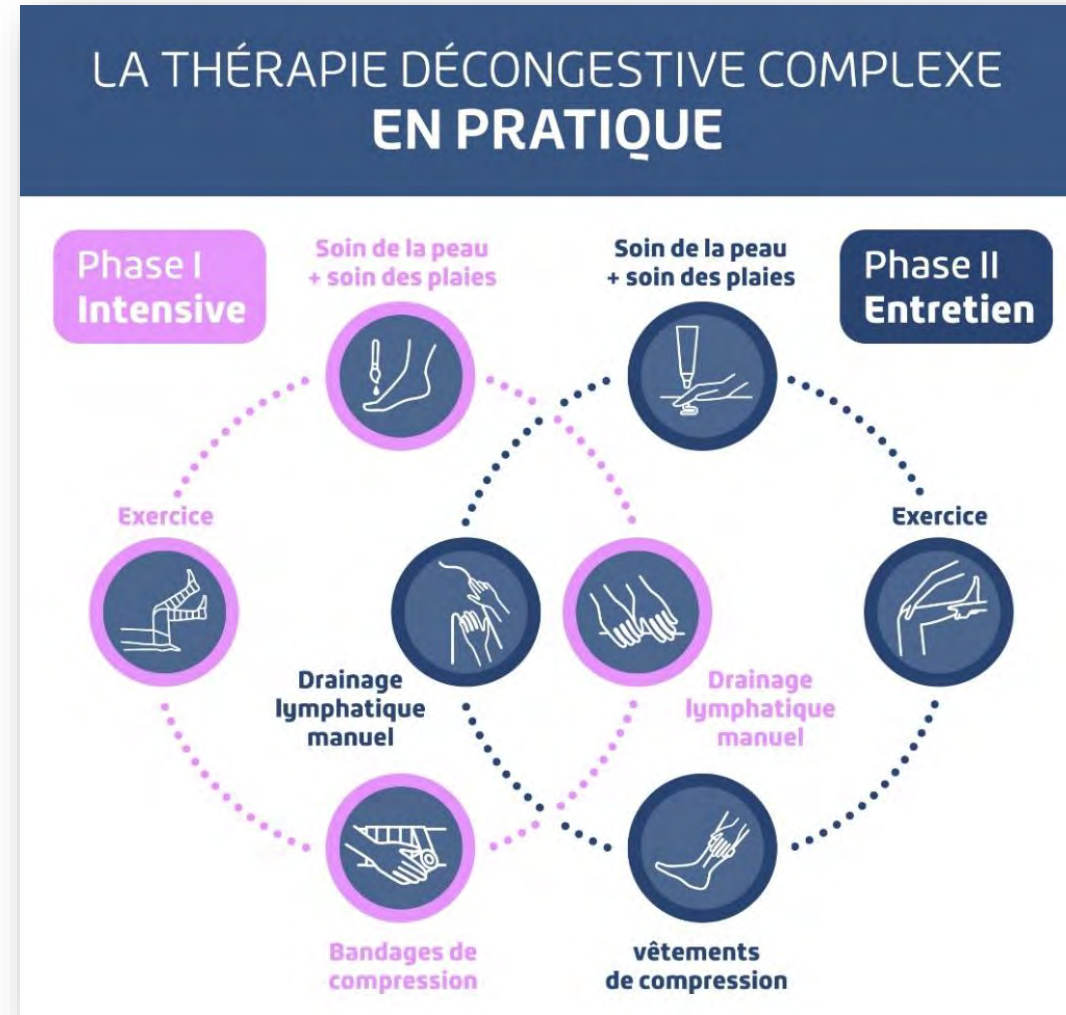 LA THÉRAPIE DÉCONGESTIVE COMPLEXE
EN PRATIQUE
Phase I
Intensive
Soin de la peau
+ soin des plaies
Soin de la peau
+ soin des plaies
Phase II
Entretien
Exercice
Exercice
Drainage
lymphatique
manuel
Drainage
lymphatique
manuel
Bandages de
compression
vêtements
de compression